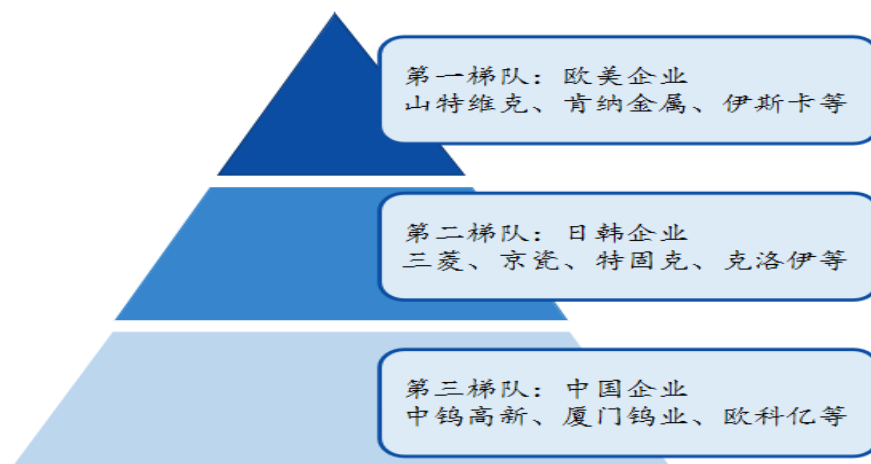 第一梯队：欧美企业
山特维克、肯纳金属、伊斯卡等
第二梯队：日韩企业
三菱、京瓷、特固克、克洛伊等
第三梯队：中国企业
中钨高新、厦门钨业、欧科亿等